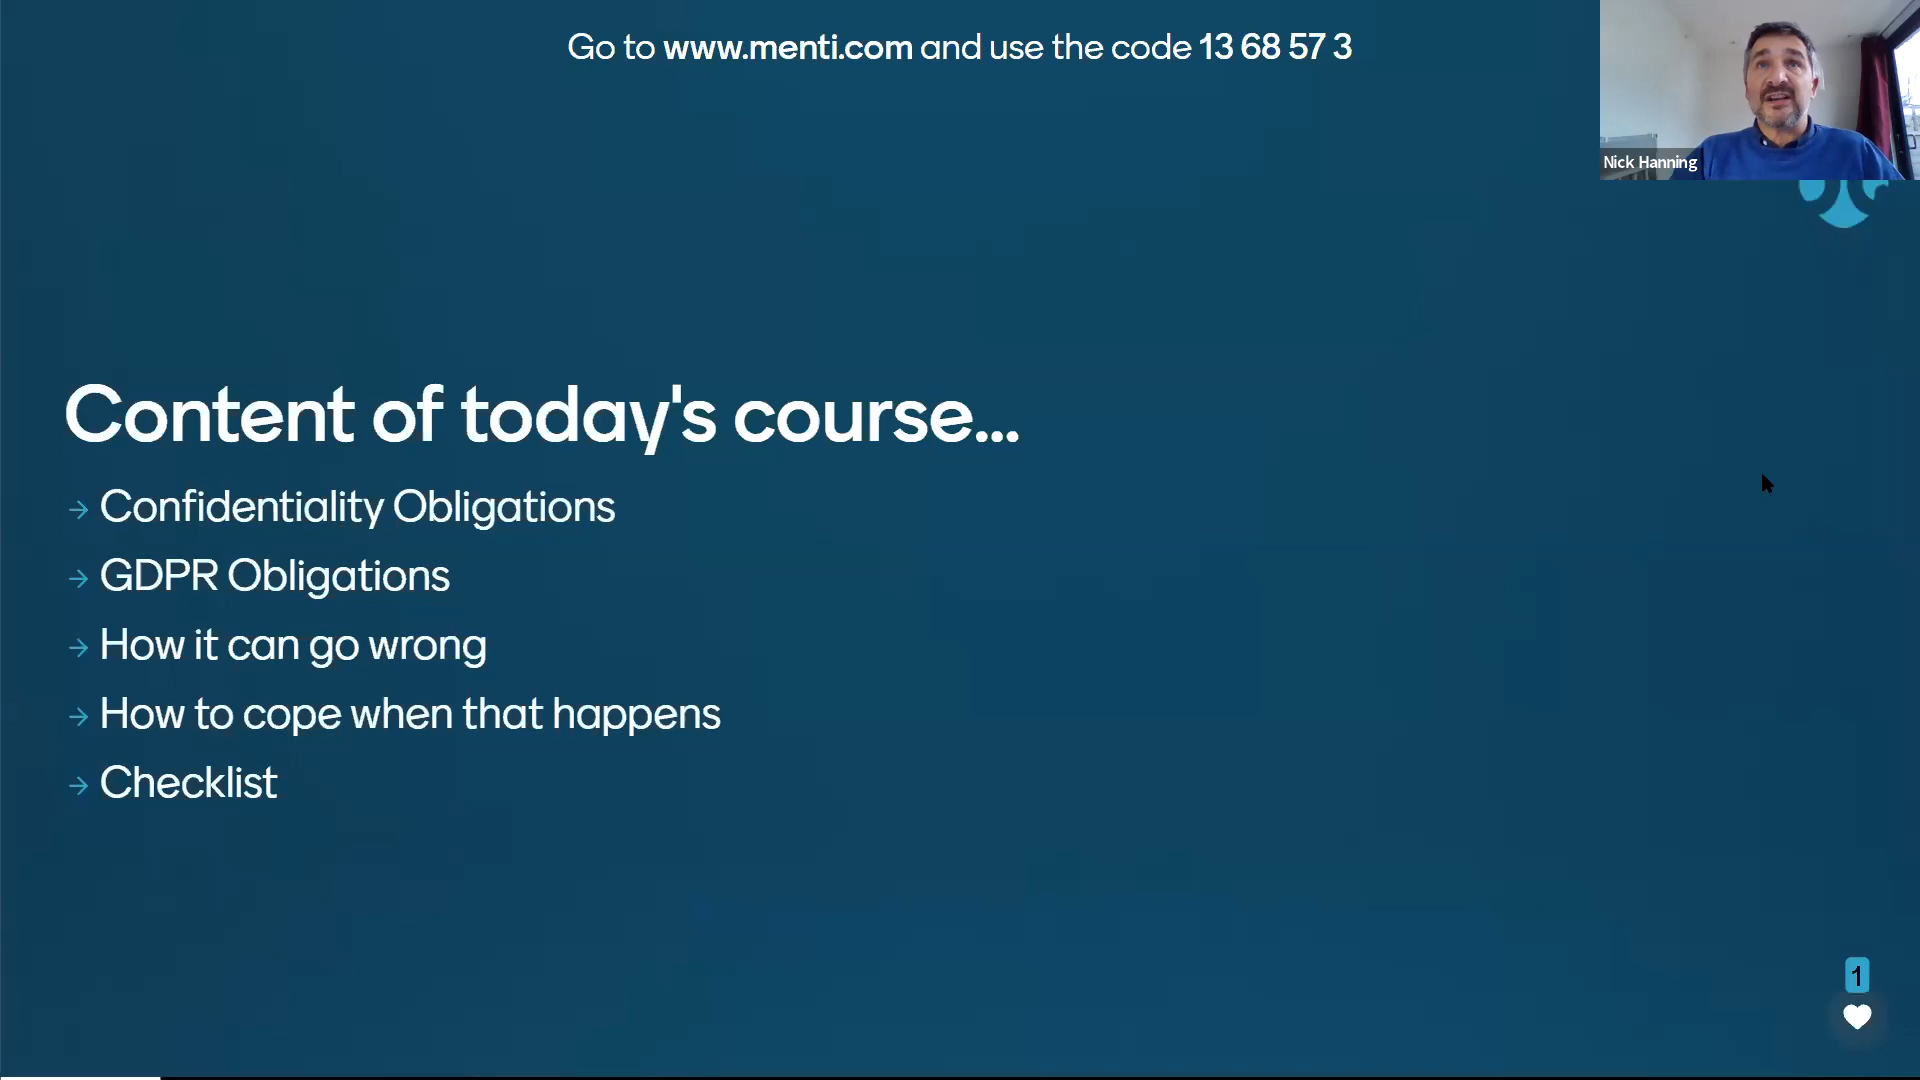 Go to www.menti.com and use the code 13 68 57 3
Nick Hanning
Content of today's course...
→ Confidentiality Obligations
→ GDPR Obligations
→ How it can go wrong
→ How to cope when that happens
→ Checklist
1